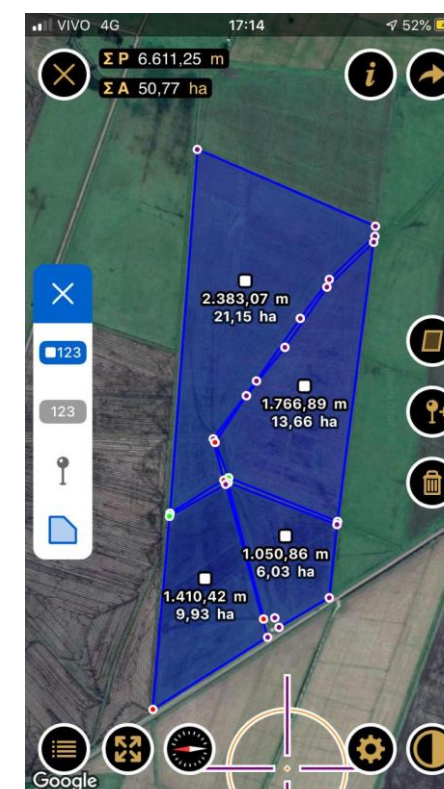 VIVO 4G 17:14 52%
Σ P 6.611,25 m
Σ A 50,77 ha
i
2.383,07 m
21,15 ha
123
123
1.766,89 m
13,66 ha
1.050,86 m
6,03 ha
1.410,42 m
9,93 ha
Google